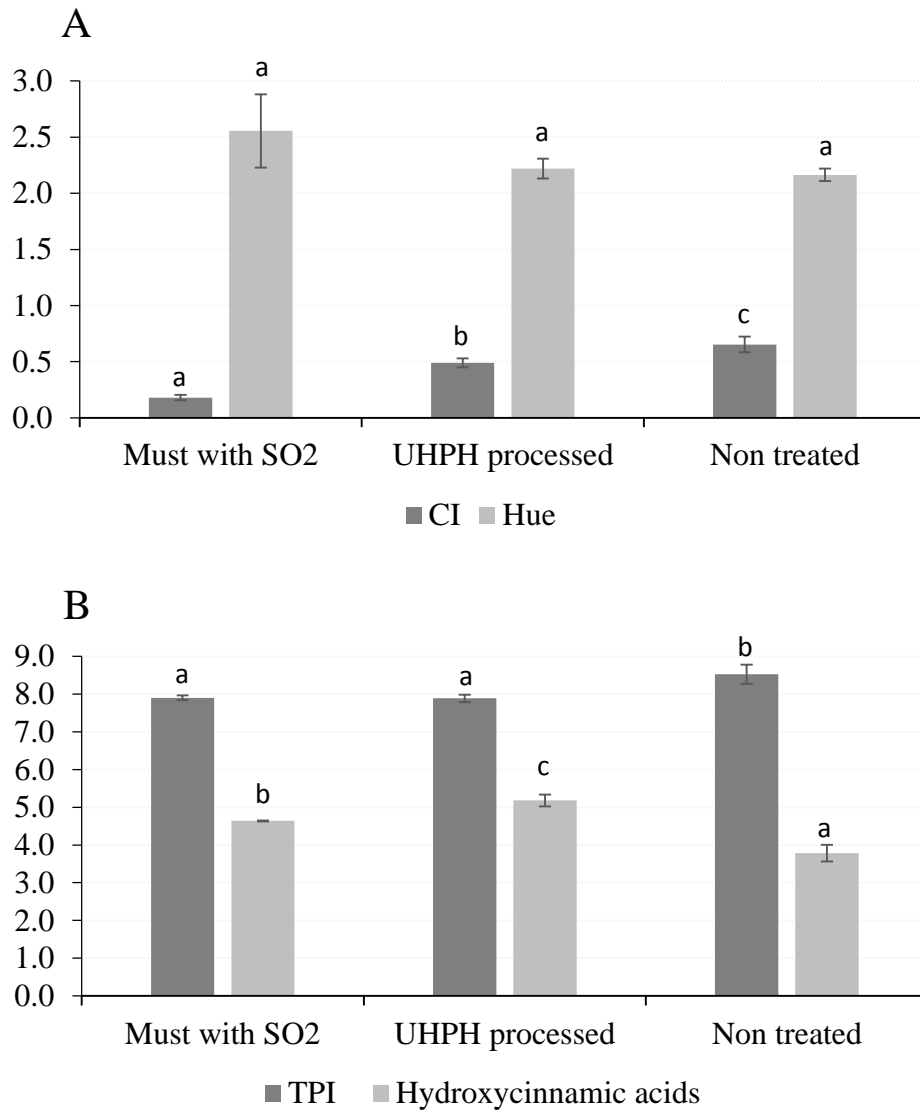 A
3.0
2.5
2.0
1.5
1.0
0.5
0.0
a
a
b
a
c
a
Must with SO2 UHPH processed Non treated
CI Hue
B
9.0
8.0
7.0
6.0
5.0
4.0
3.0
2.0
1.0
0.0
a
b
a
c
b
a
Must with SO2 UHPH processed Non treated
TPI Hydroxycinnamic acids